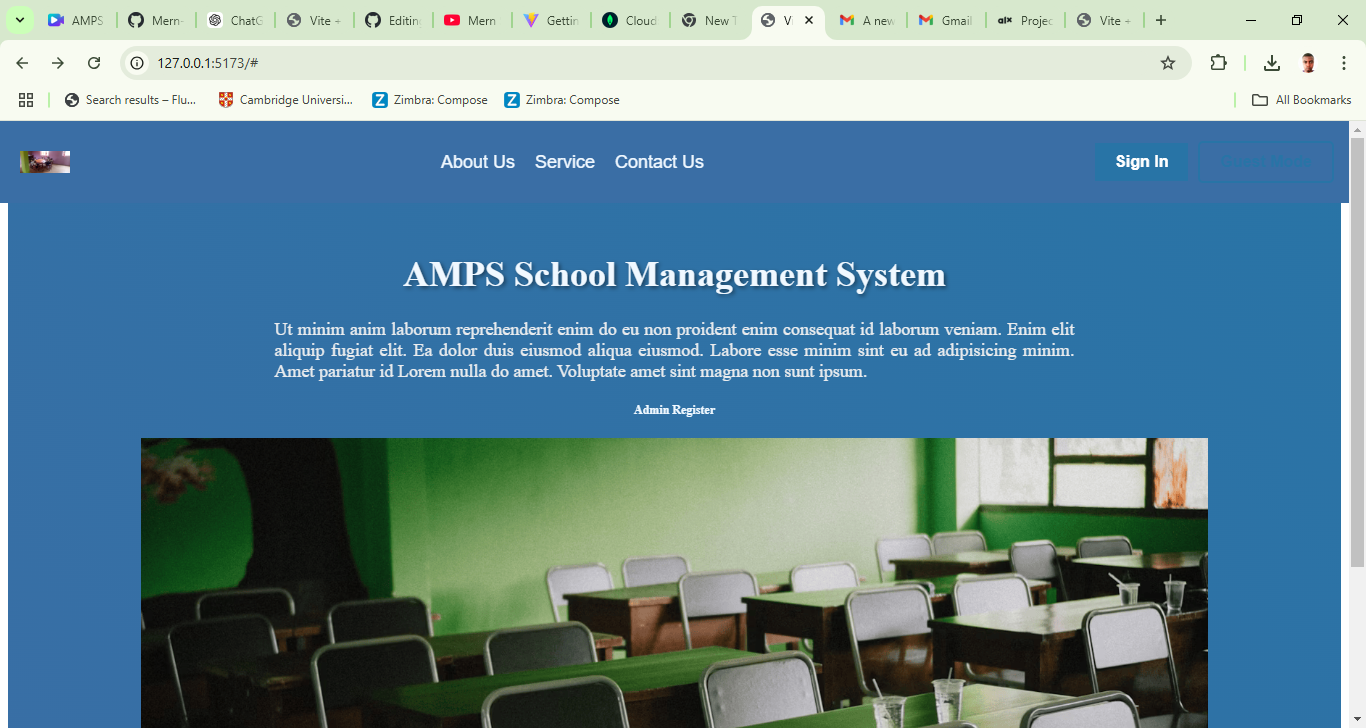 AMPS
Mern-
ChatG
Vite +
Editin
Mern
Gettin
Cloud
New T
Vi
A new
Gmail
Projec
Vite +
127.0.0.1:5173/#
Search results – Flu...
Cambridge Universi...
Zimbra: Compose
Zimbra: Compose
All Bookmarks
About Us
Service
Contact Us
Sign In
AMPS School Management System
Ut minim anim laborum reprehenderit enim do eu non proident enim consequat id laborum veniam. Enim elit
aliquip fugiat elit. Ea dolor duis eiusmod aliqua eiusmod. Labore esse minim sint eu ad adipisicing minim.
Amet pariatur id Lorem nulla do amet. Voluptate amet sint magna non sunt ipsum.
Admin Register